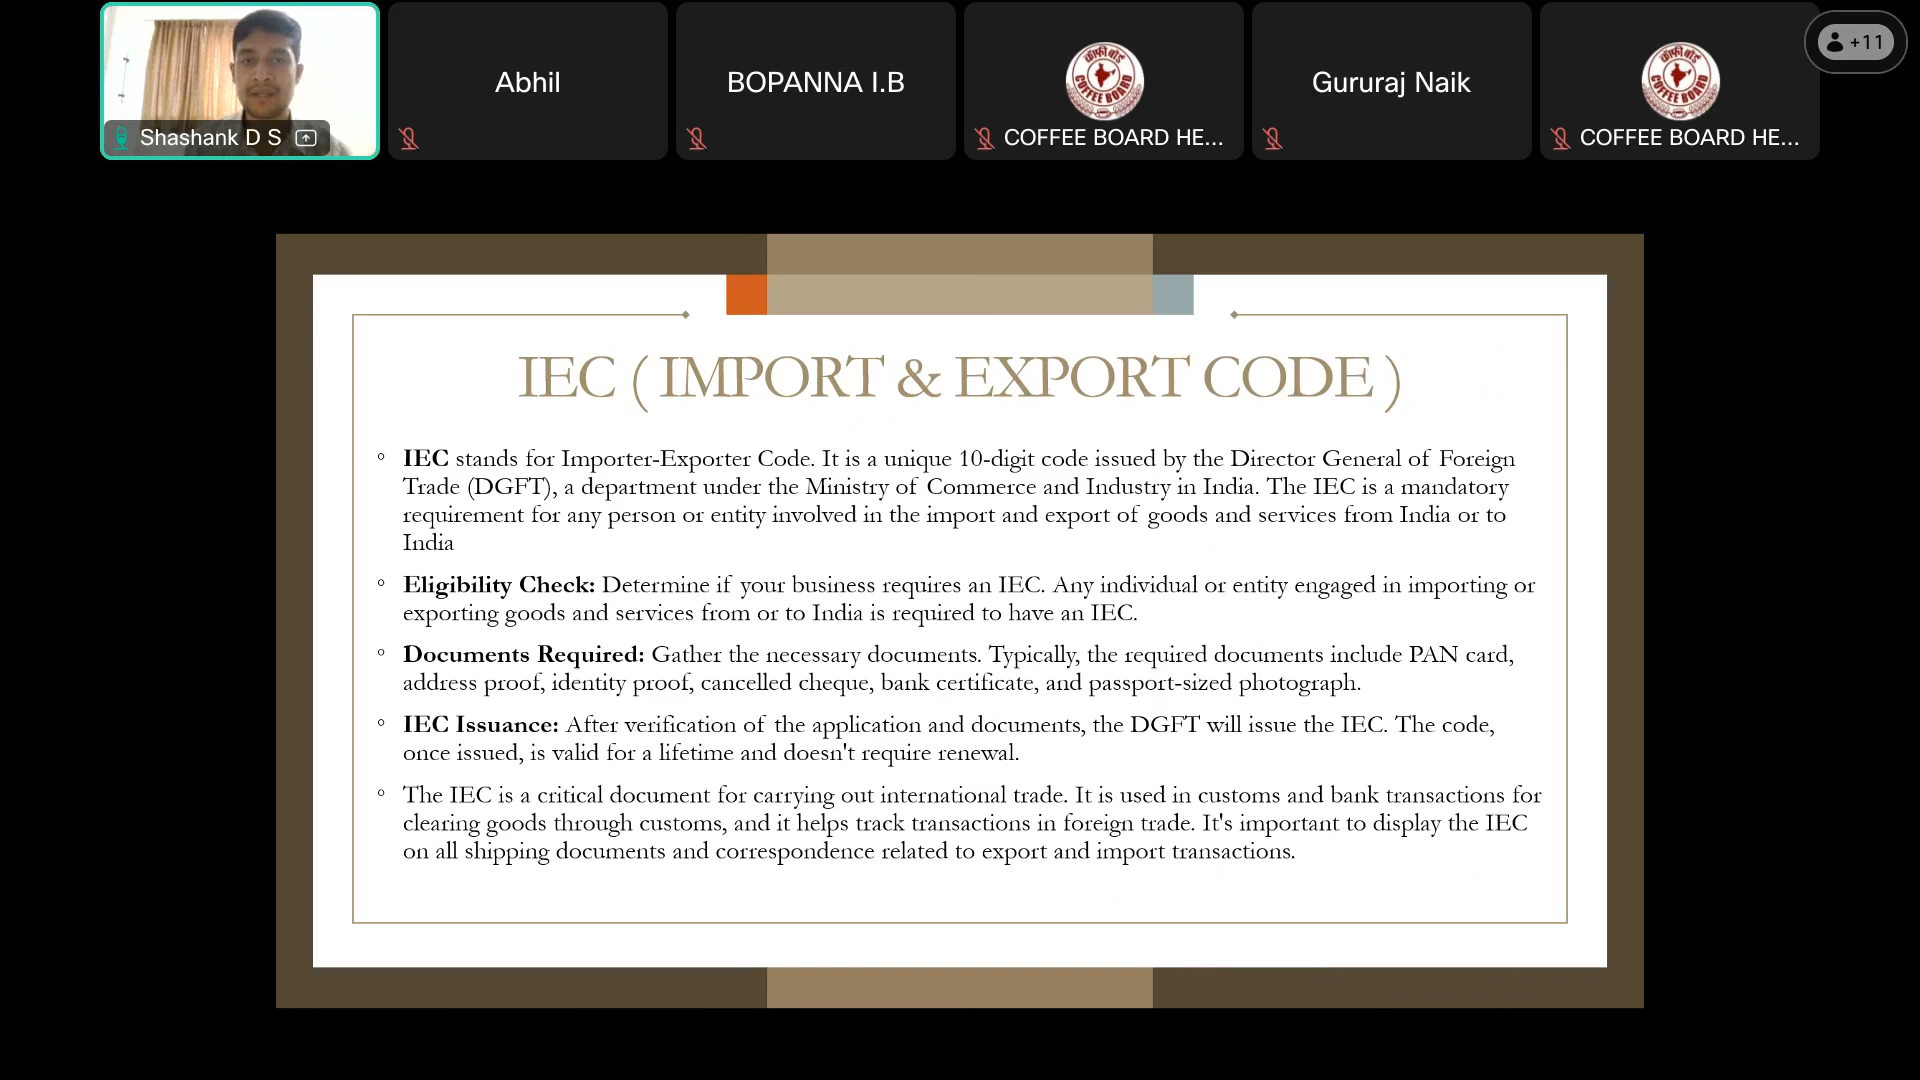 Shashank D S
Abhil
BOPANNA I.B
कॉफी बोर्ड
COFFEE BOARD
COFFEE BOARD HE...
Gururaj Naik
कॉफी बोर्ड
COFFEE BOARD
COFFEE BOARD HE...
+11
IEC ( IMPORT & EXPORT CODE )
◦ IEC stands for Importer-Exporter Code. It is a unique 10-digit code issued by the Director General of Foreign
Trade (DGFT), a department under the Ministry of Commerce and Industry in India. The IEC is a mandatory
requirement for any person or entity involved in the import and export of goods and services from India or to
India
◦ Eligibility Check: Determine if your business requires an IEC. Any individual or entity engaged in importing or
exporting goods and services from or to India is required to have an IEC.
◦ Documents Required: Gather the necessary documents. Typically, the required documents include PAN card,
address proof, identity proof, cancelled cheque, bank certificate, and passport-sized photograph.
◦ IEC Issuance: After verification of the application and documents, the DGFT will issue the IEC. The code,
once issued, is valid for a lifetime and doesn't require renewal.
◦ The IEC is a critical document for carrying out international trade. It is used in customs and bank transactions for
clearing goods through customs, and it helps track transactions in foreign trade. It's important to display the IEC
on all shipping documents and correspondence related to export and import transactions.